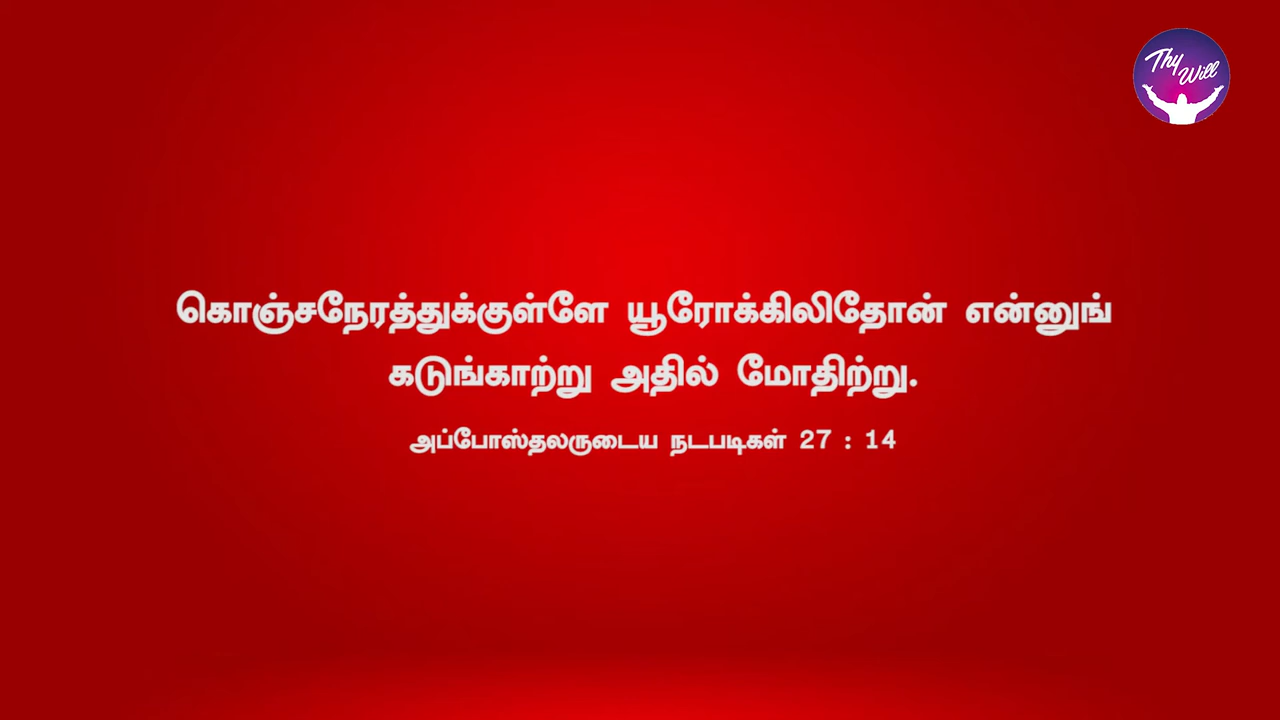 Thy Will
கொஞ்சநேரத்துக்குள்ளே யூரோக்கிலிதோன் என்னுங்
கடுங்காற்று அதில் மோதிற்று.
அப்போஸ்தலருடைய நடபடிகள் 27 : 14